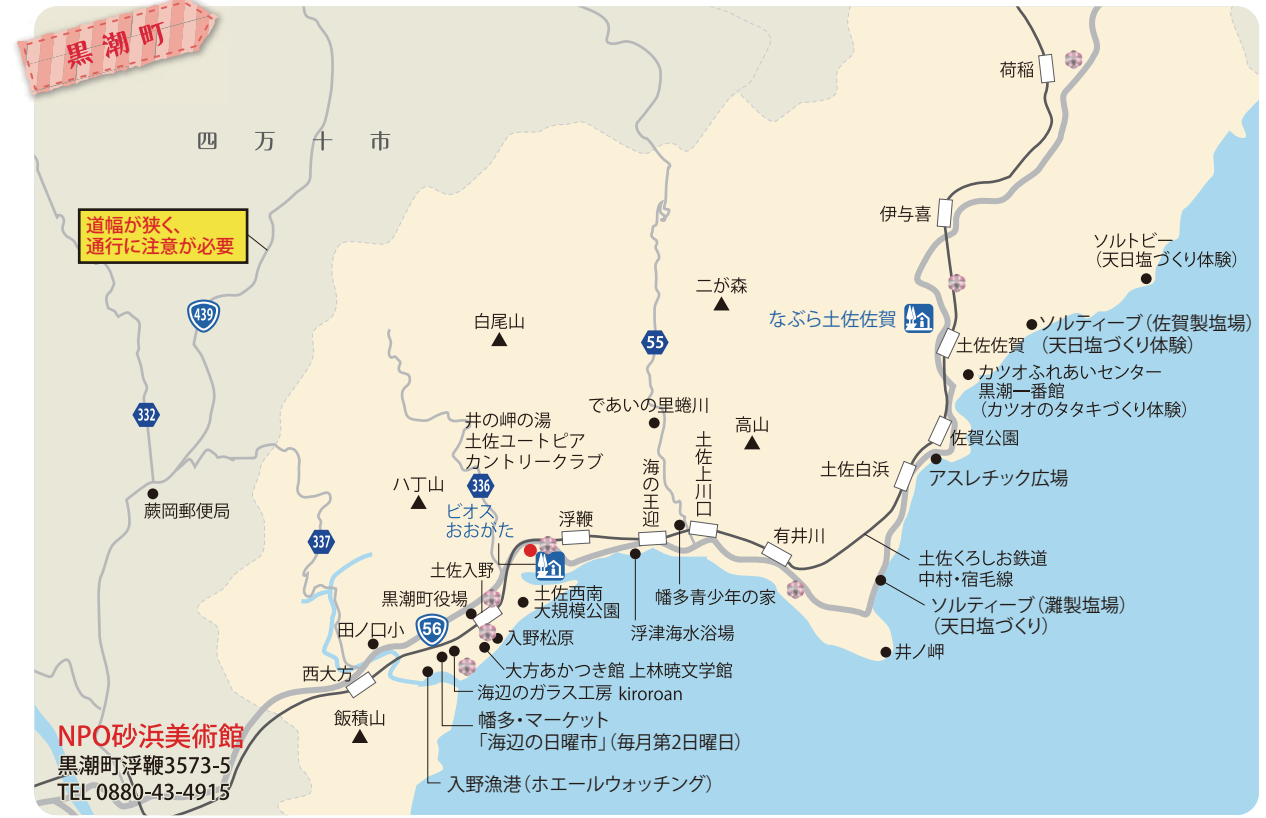 黒潮町
四万十市
道幅が狭く、
通行に注意が必要
439
332
蕨岡郵便局
337
荷稲
伊与喜
ソルトビー
（天日塩づくり体験）
二が森
なぶら土佐佐賀
白尾山
55
土佐佐賀
ソルティーブ（佐賀製塩場）
（天日塩づくり体験）
カツオふれあいセンター
黒潮一番館
（カツオのタタキづくり体験）
であいの里蜷川
高山
佐賀公園
井の岬の湯
土佐ユートピア
カントリークラブ
土佐上川口
海の王迎
土佐白浜
アスレチック広場
八丁山
336
ビオス
おおがた
浮鞭
有井川
土佐くろしお鉄道
中村・宿毛線
土佐入野
黒潮町役場
土佐西南
大規模公園
幡多青少年の家
ソルティーブ（灘製塩場）
（天日塩づくり）
56
田ノ口小
入野松原
浮津海水浴場
井ノ岬
西大方
大方あかつき館 上林暁文学館
海辺のガラス工房 kiroroan
飯積山
幡多・マーケット
「海辺の日曜市」（毎月第2日曜日）
入野漁港（ホエールウォッチング）
NPO砂浜美術館
黒潮町浮鞭3573-5
TEL 0880-43-4915